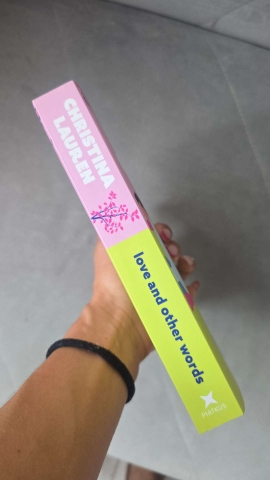 CHRISTINA
LAUREN
love and other words
PIATKUS